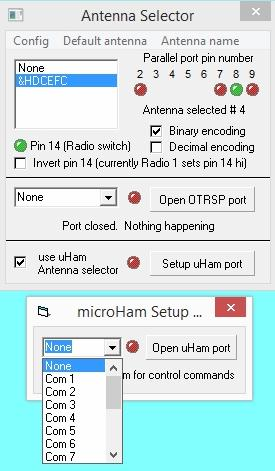 Antenna Selector
Config Default antenna Antenna name
None
&HDCEFC
Parallel port pin number
2 3 4 5 6 7 8 9
Antenna selected # 4
Binary encoding
Decimal encoding
Pin 14 (Radio switch)
Invert pin 14 (currently Radio 1 sets pin 14 hi)
None
Open OTRSP port
Port closed. Nothing happening
use uHam
Antenna selector
Setup uHam port
microHam Setup ...
None
Open uHam port
m for control commands
None
Com 1
Com 2
Com 3
Com 4
Com 5
Com 6
Com 7